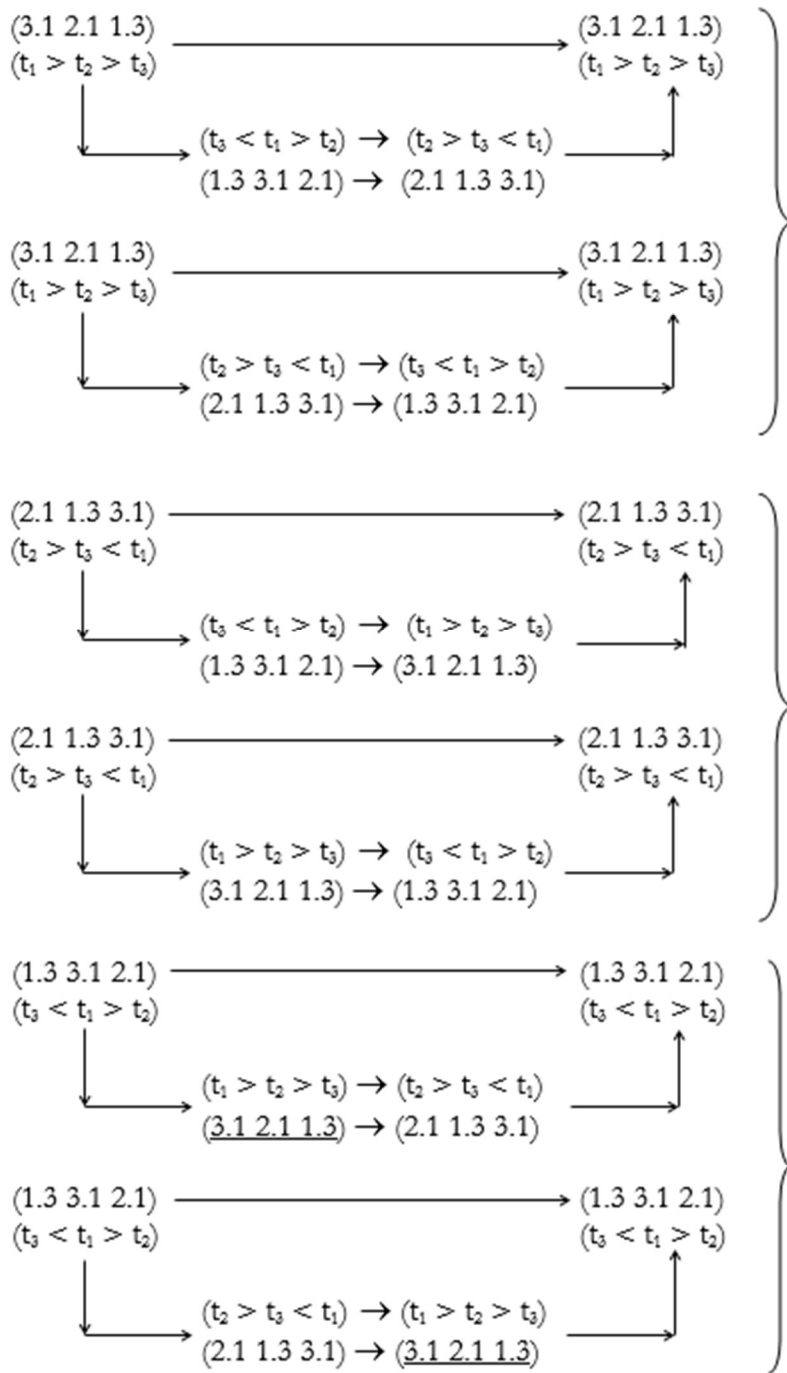 (3.1 2.1 1.3) (3.1 2.1 1.3)
(t₁ > t₂ > t₃) (t₁ > t₂ > t₃)
(t₃ < t₁ > t₂) → (t₂ > t₃ < t₁)
(1.3 3.1 2.1) → (2.1 1.3 3.1)
(3.1 2.1 1.3) (3.1 2.1 1.3)
(t₁ > t₂ > t₃) (t₁ > t₂ > t₃)
(t₂ > t₃ < t₁) → (t₃ < t₁ > t₂)
(2.1 1.3 3.1) → (1.3 3.1 2.1)
(2.1 1.3 3.1) (2.1 1.3 3.1)
(t₂ > t₃ < t₁) (t₂ > t₃ < t₁)
(t₃ < t₁ > t₂) → (t₁ > t₂ > t₃)
(1.3 3.1 2.1) → (3.1 2.1 1.3)
(2.1 1.3 3.1) (2.1 1.3 3.1)
(t₂ > t₃ < t₁) (t₂ > t₃ < t₁)
(t₁ > t₂ > t₃) → (t₃ < t₁ > t₂)
(3.1 2.1 1.3) → (1.3 3.1 2.1)
(1.3 3.1 2.1) (1.3 3.1 2.1)
(t₃ < t₁ > t₂) (t₃ < t₁ > t₂)
(t₁ > t₂ > t₃) → (t₂ > t₃ < t₁)
(3.1 2.1 1.3) → (2.1 1.3 3.1)
(1.3 3.1 2.1) (1.3 3.1 2.1)
(t₃ < t₁ > t₂) (t₃ < t₁ > t₂)
(t₂ > t₃ < t₁) → (t₁ > t₂ > t₃)
(2.1 1.3 3.1) → (3.1 2.1 1.3)